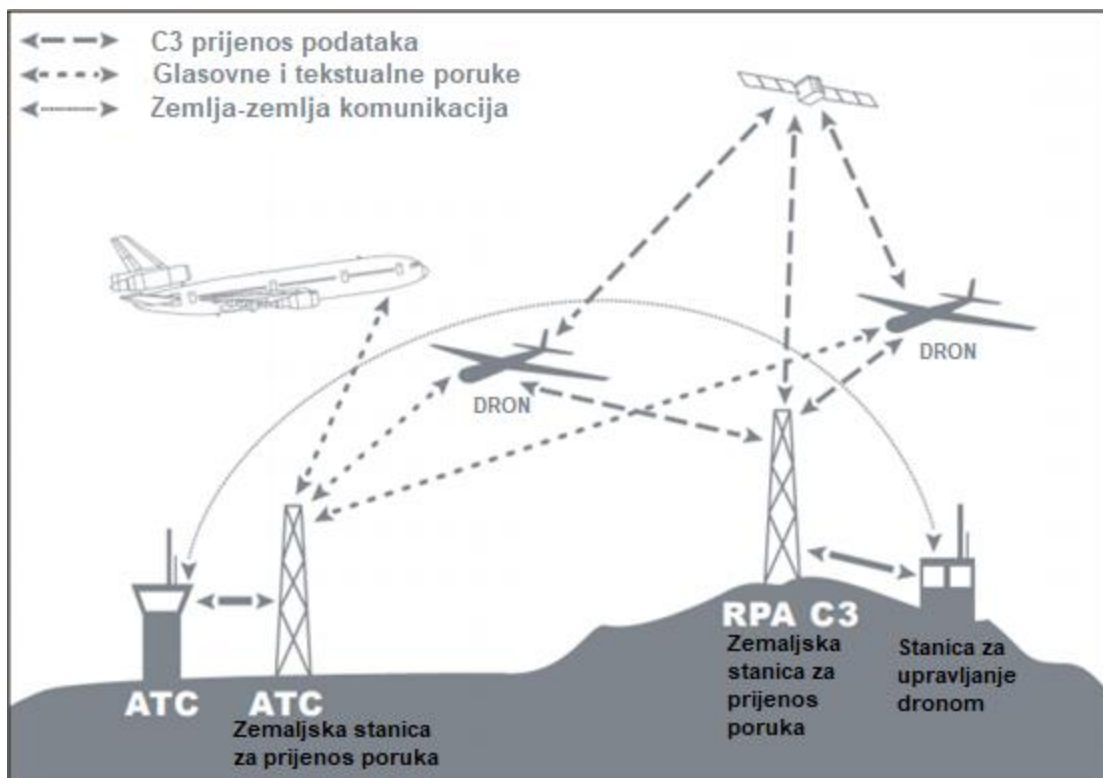 C3 prijenos podataka
Glasovne i tekstualne poruke
Zemlja-zemlja komunikacija
DRON
DRON
ATC
ATC
Zemaljska stanica
za prijenos poruka
RPA C3
Zemaljska
stanica za
prijenos
poruka
Stanica za
upravljanje
dronom